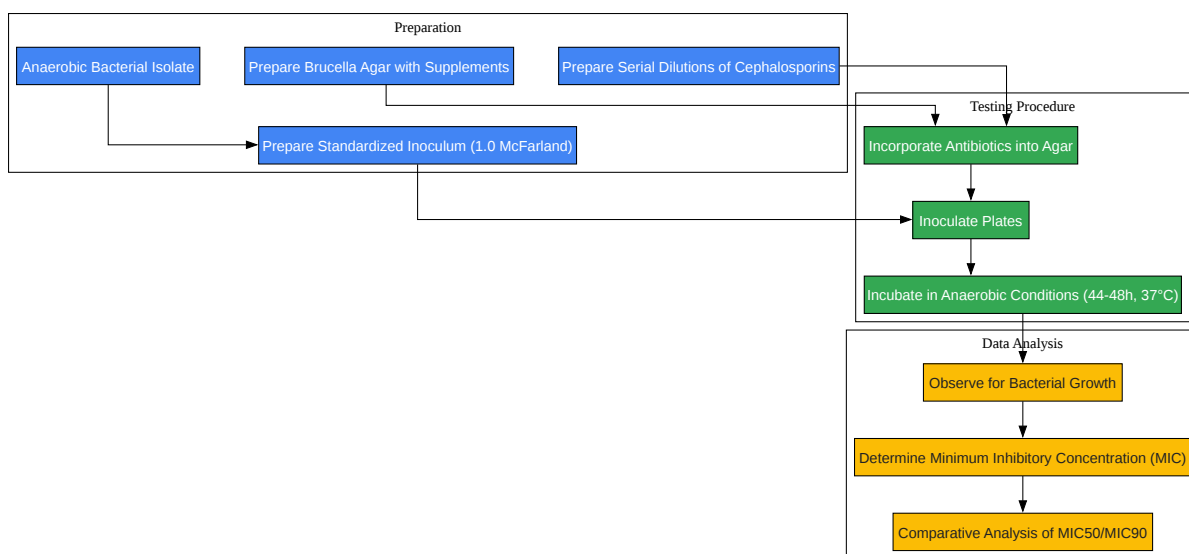 Preparation
Anaerobic Bacterial Isolate
Prepare Brucella Agar with Supplements
Prepare Serial Dilutions of Cephalosporins
Prepare Standardized Inoculum (1.0 McFarland)
Testing Procedure
Incorporate Antibiotics into Agar
Inoculate Plates
Incubate in Anaerobic Conditions (44-48h, 37°C)
Data Analysis
Observe for Bacterial Growth
Determine Minimum Inhibitory Concentration (MIC)
Comparative Analysis of MIC50/MIC90